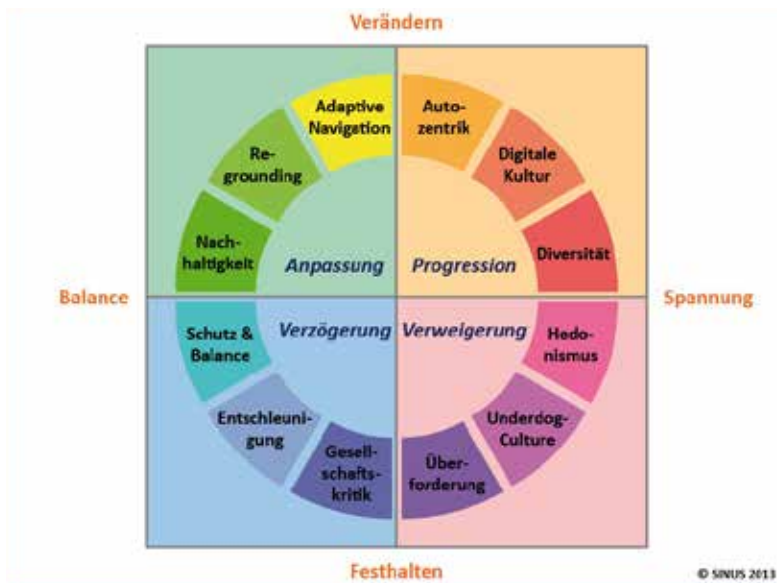 Verändern
Adaptive
Navigation
Auto-
zentrik
Re-
grounding
Digitale
Kultur
Nach-
haltigkeit
Anpassung
Progression
Diversität
Balance
Spannung
Schutz &
Balance
Verzögerung
Verweigerung
Hedo-
nismus
Entschleuni-
gung
Underdog-
Culture
Gesell-
schafts-
kritik
Über-
forderung
Festhalten
© SINUS 2013